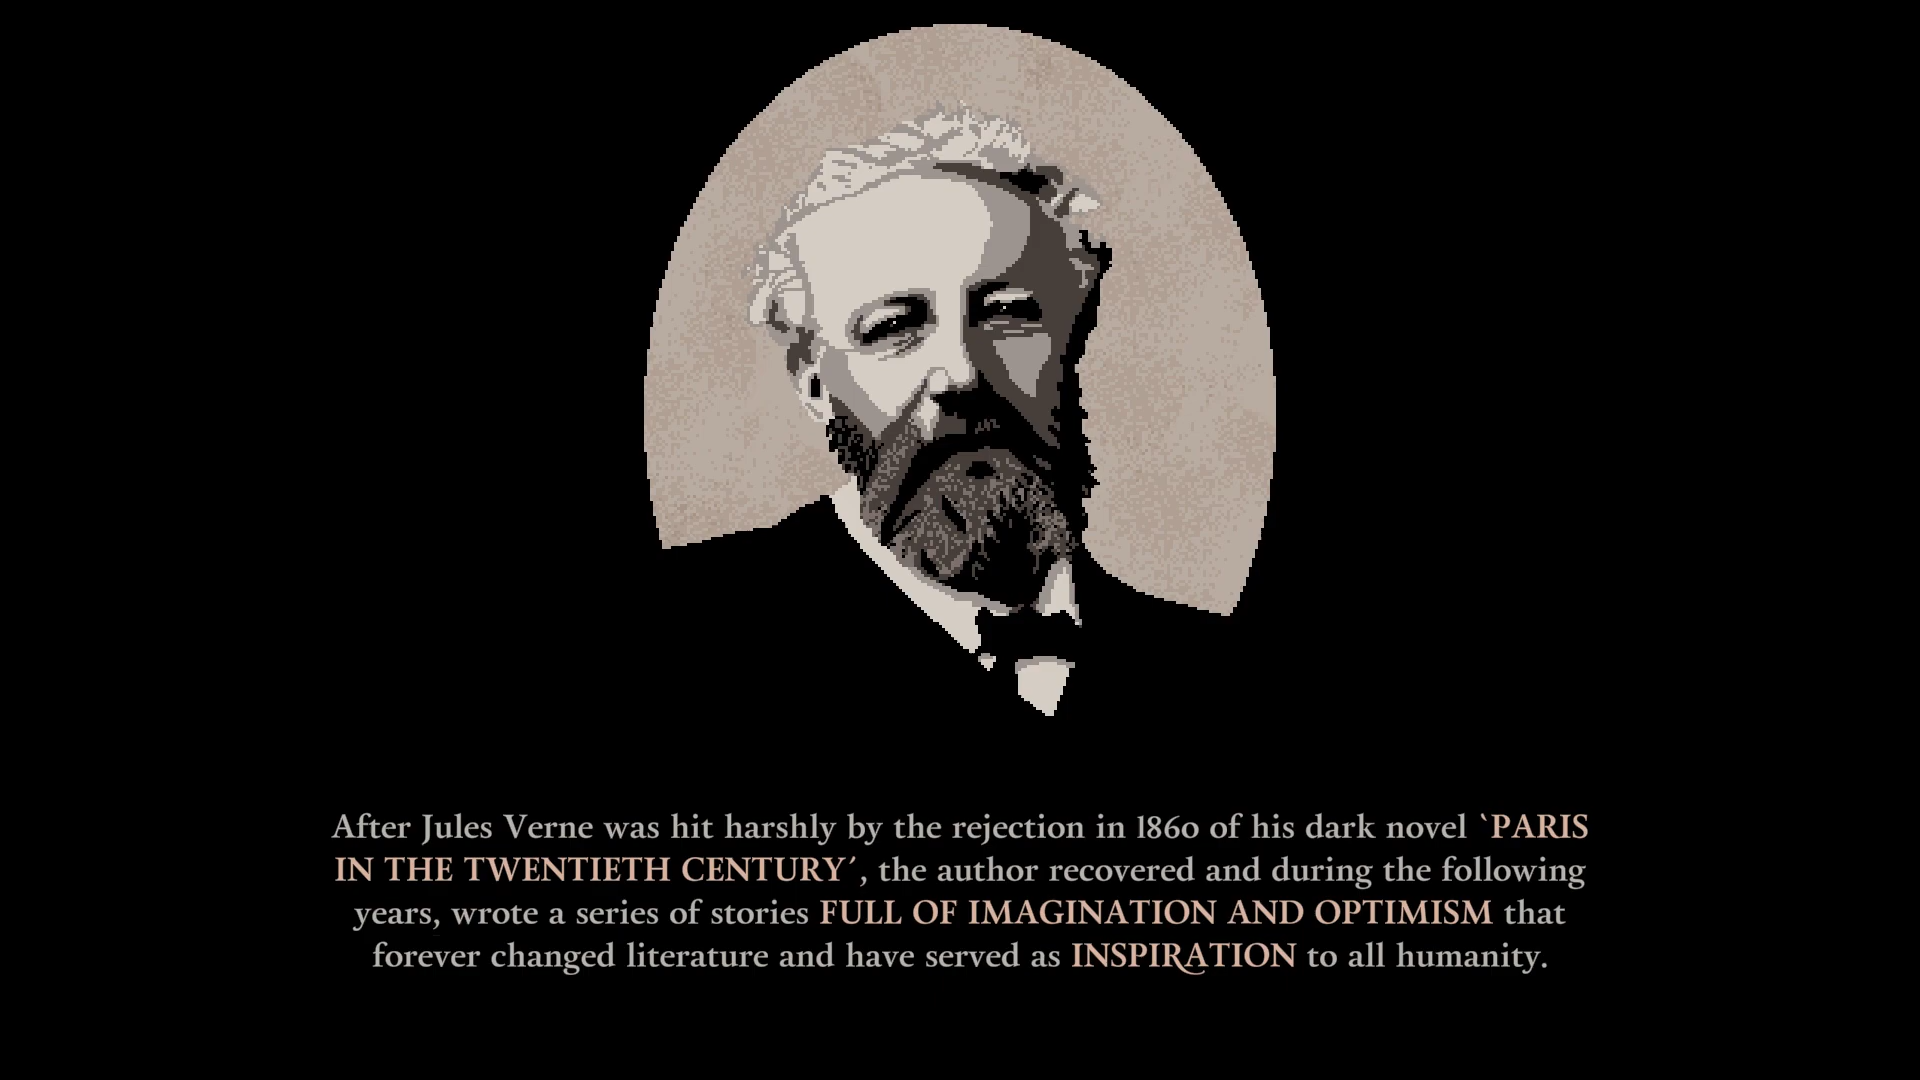 After Jules Verne was hit harshly by the rejection in 1860 of his dark novel `PARIS
IN THE TWENTIETH CENTURY´, the author recovered and during the following
years, wrote a series of stories FULL OF IMAGINATION AND OPTIMISM that
forever changed literature and have served as INSPIRATION to all humanity.